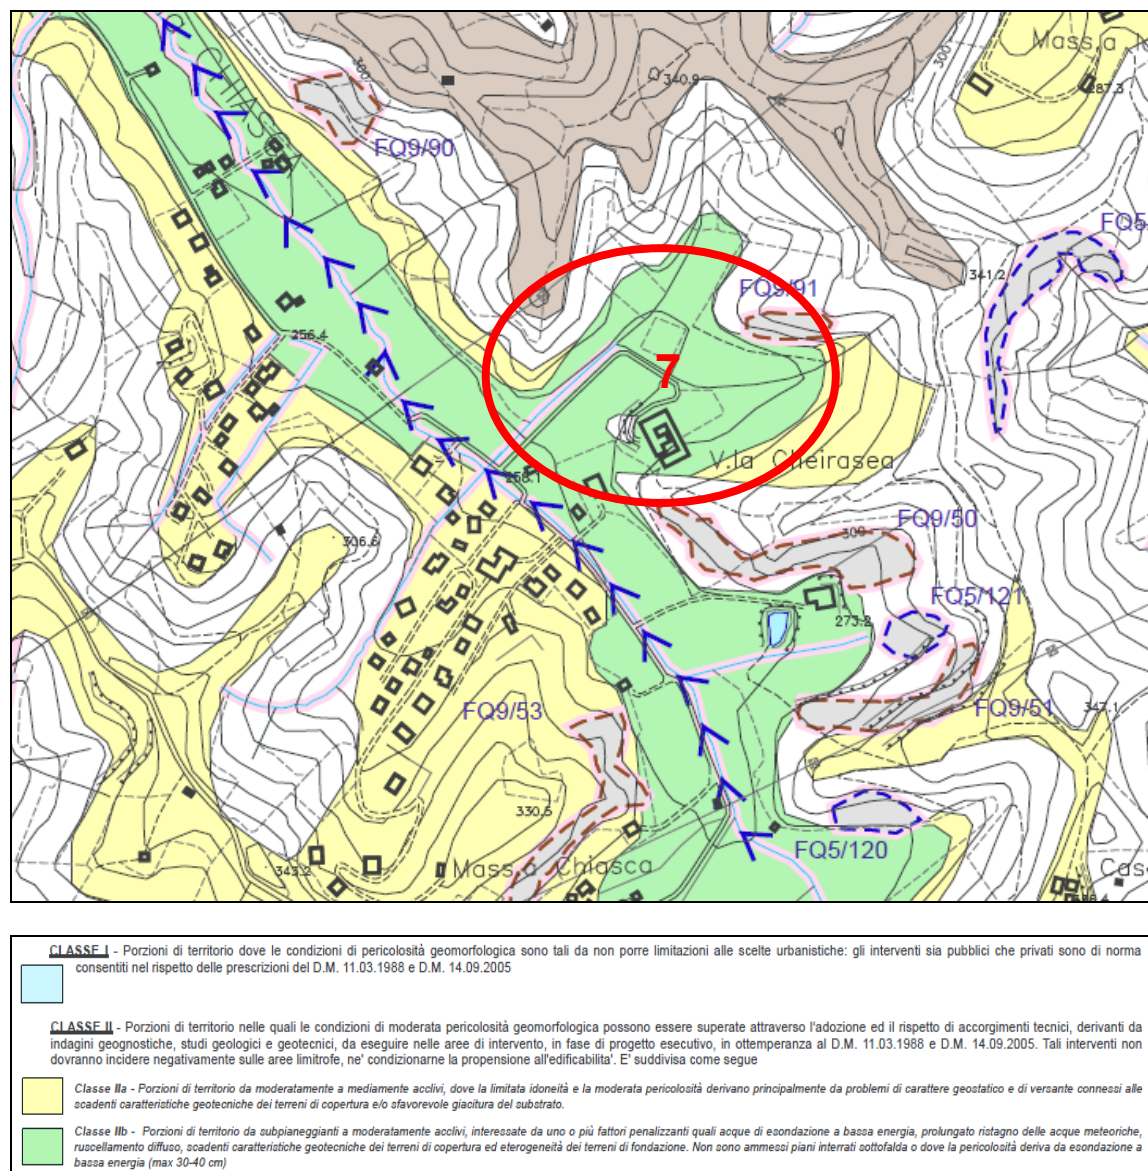 CHIASC
300
Q 340.9
300
Mass.a
287.3
FQ9/90
FQ5
341.2
FQ9/91
256.4
7
V.la Cheirasea
258.1
FQ9/50
300
306.6
FQ5/121
273.2
FQ9/53
FQ9/51
347.1
330.5
FQ5/120
Mass.a Chiasca
343.2
Cas
CLASSE I - Porzioni di territorio dove le condizioni di pericolosità geomorfologica sono tali da non porre limitazioni alle scelte urbanistiche: gli interventi sia pubblici che privati sono di norma
consentiti nel rispetto delle prescrizioni del D.M. 11.03.1988 e D.M. 14.09.2005
CLASSE II - Porzioni di territorio nelle quali le condizioni di moderata pericolosità geomorfologica possono essere superate attraverso l'adozione ed il rispetto di accorgimenti tecnici, derivanti da
indagini geognostiche, studi geologici e geotecnici, da eseguire nelle aree di intervento, in fase di progetto esecutivo, in ottemperanza al D.M. 11.03.1988 e D.M. 14.09.2005. Tali interventi non
dovranno incidere negativamente sulle aree limitrofe, ne' condizionarne la propensione all'edificabilita'. E' suddivisa come segue
Classe IIa - Porzioni di territorio da moderatamente a mediamente acclivi, dove la limitata idoneità e la moderata pericolosità derivano principalmente da problemi di carattere geostatico e di versante connessi alle
scadenti caratteristiche geotecniche dei terreni di copertura e/o sfavorevole giacitura del substrato.
Classe IIb - Porzioni di territorio da subpianeggianti a moderatamente acclivi, interessate da uno o più fattori penalizzanti quali acque di esondazione a bassa energia, prolungato ristagno delle acque meteoriche,
ruscellamento diffuso, scadenti caratteristiche geotecniche dei terreni di copertura ed eterogeneità dei terreni di fondazione. Non sono ammessi piani interrati sottofalda o dove la pericolosità deriva da esondazione a
bassa energia (max 30-40 cm)